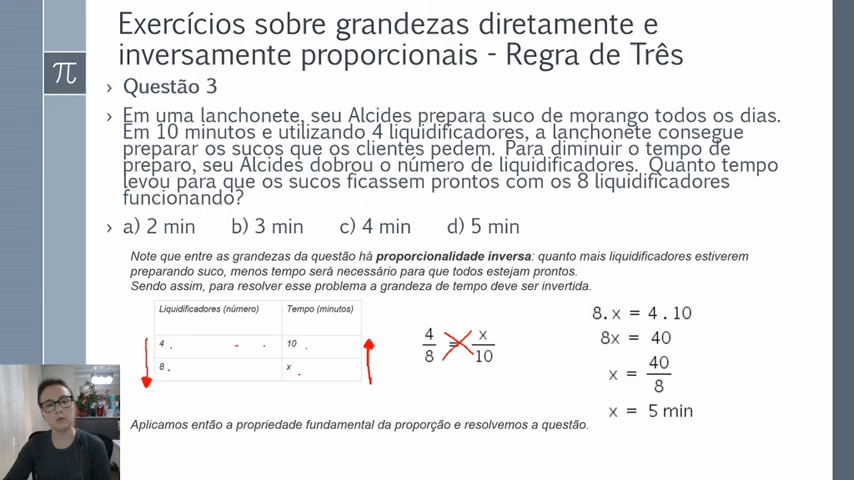 Exercícios sobre grandezas diretamente e
inversamente proporcionais - Regra de Três
π
› Questão 3
› Em uma lanchonete, seu Alcides prepara suco de morango todos os dias.
Em 10 minutos e utilizando 4 liquidificadores, a lanchonete consegue
preparar os sucos que os clientes pedem. Para diminuir o tempo de
preparo, seu Alcides dobrou o número de liquidificadores. Quanto tempo
levou para que os sucos ficassem prontos com os 8 liquidificadores
funcionando?
› a) 2 min b) 3 min c) 4 min d) 5 min
Note que entre as grandezas da questão há proporcionalidade inversa: quanto mais liquidificadores estiverem
preparando suco, menos tempo será necessário para que todos estejam prontos.
Sendo assim, para resolver esse problema a grandeza de tempo deve ser invertida.
Liquidificadores (número) Tempo (minutos)
4 10
8 x
4/8 = x/10
8. x = 4 . 10
8x = 40
x = 40/8
x = 5 min
Aplicamos então a propriedade fundamental da proporção e resolvemos a questão.